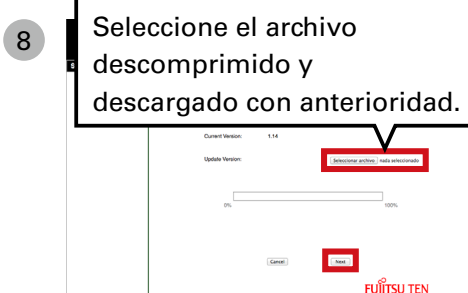 8
Seleccione el archivo
descomprimido y
descargado con anterioridad.
S
Current Version: 1.14
Update Version: Seleccionar archivo nada seleccionado
0% 100%
Cancel Next
FUJITSU TEN